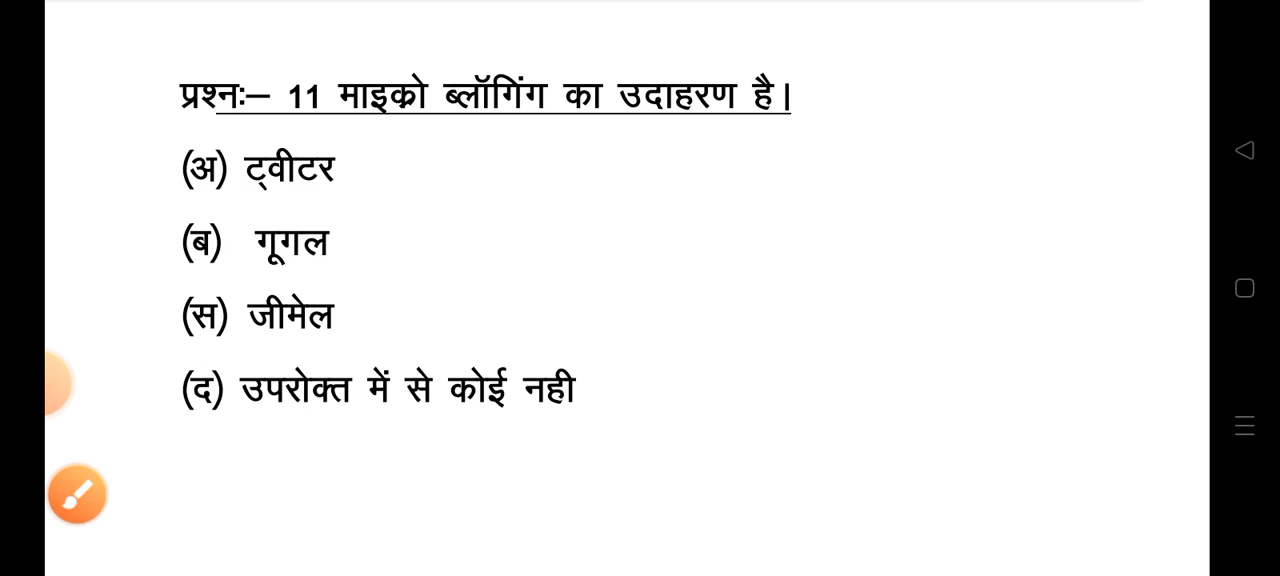 प्रश्नः– 11 माइक्रो ब्लॉगिंग का उदाहरण है।
(अ) ट्वीटर
(ब) गूगल
(स) जीमेल
(द) उपरोक्त में से कोई नही